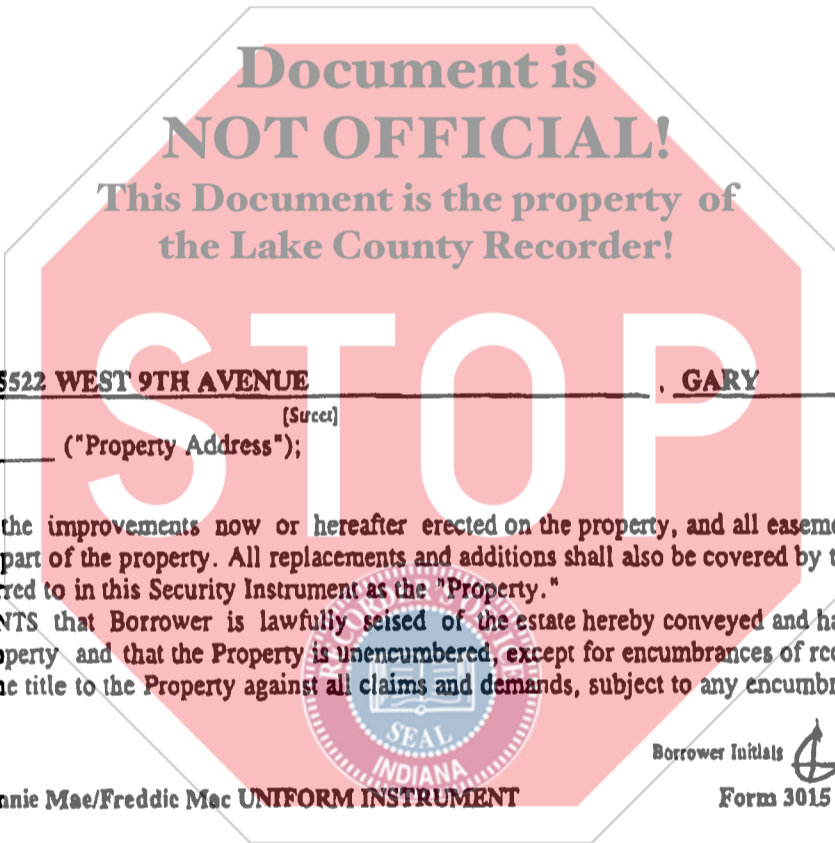 Document is
NOT OFFICIAL!
This Document is the property of
the Lake County Recorder!
STOP
5522 WEST 9TH AVENUE , GARY
[Street]
("Property Address");
the improvements now or hereafter erected on the property, and all easeme
part of the property. All replacements and additions shall also be covered by t
rred to in this Security Instrument as the "Property."
NTS that Borrower is lawfully seised of the estate hereby conveyed and ha
operty and that the Property is unencumbered, except for encumbrances of reco
he title to the Property against all claims and demands, subject to any encumbr
RECORDER
SEAL
INDIANA
Borrower Initials
nnie Mae/Freddie Mac UNIFORM INSTRUMENT Form 3015